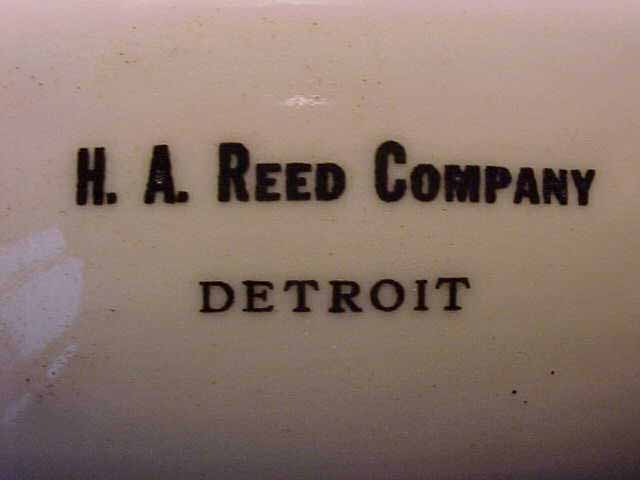 H. A. REED COMPANY
DETROIT